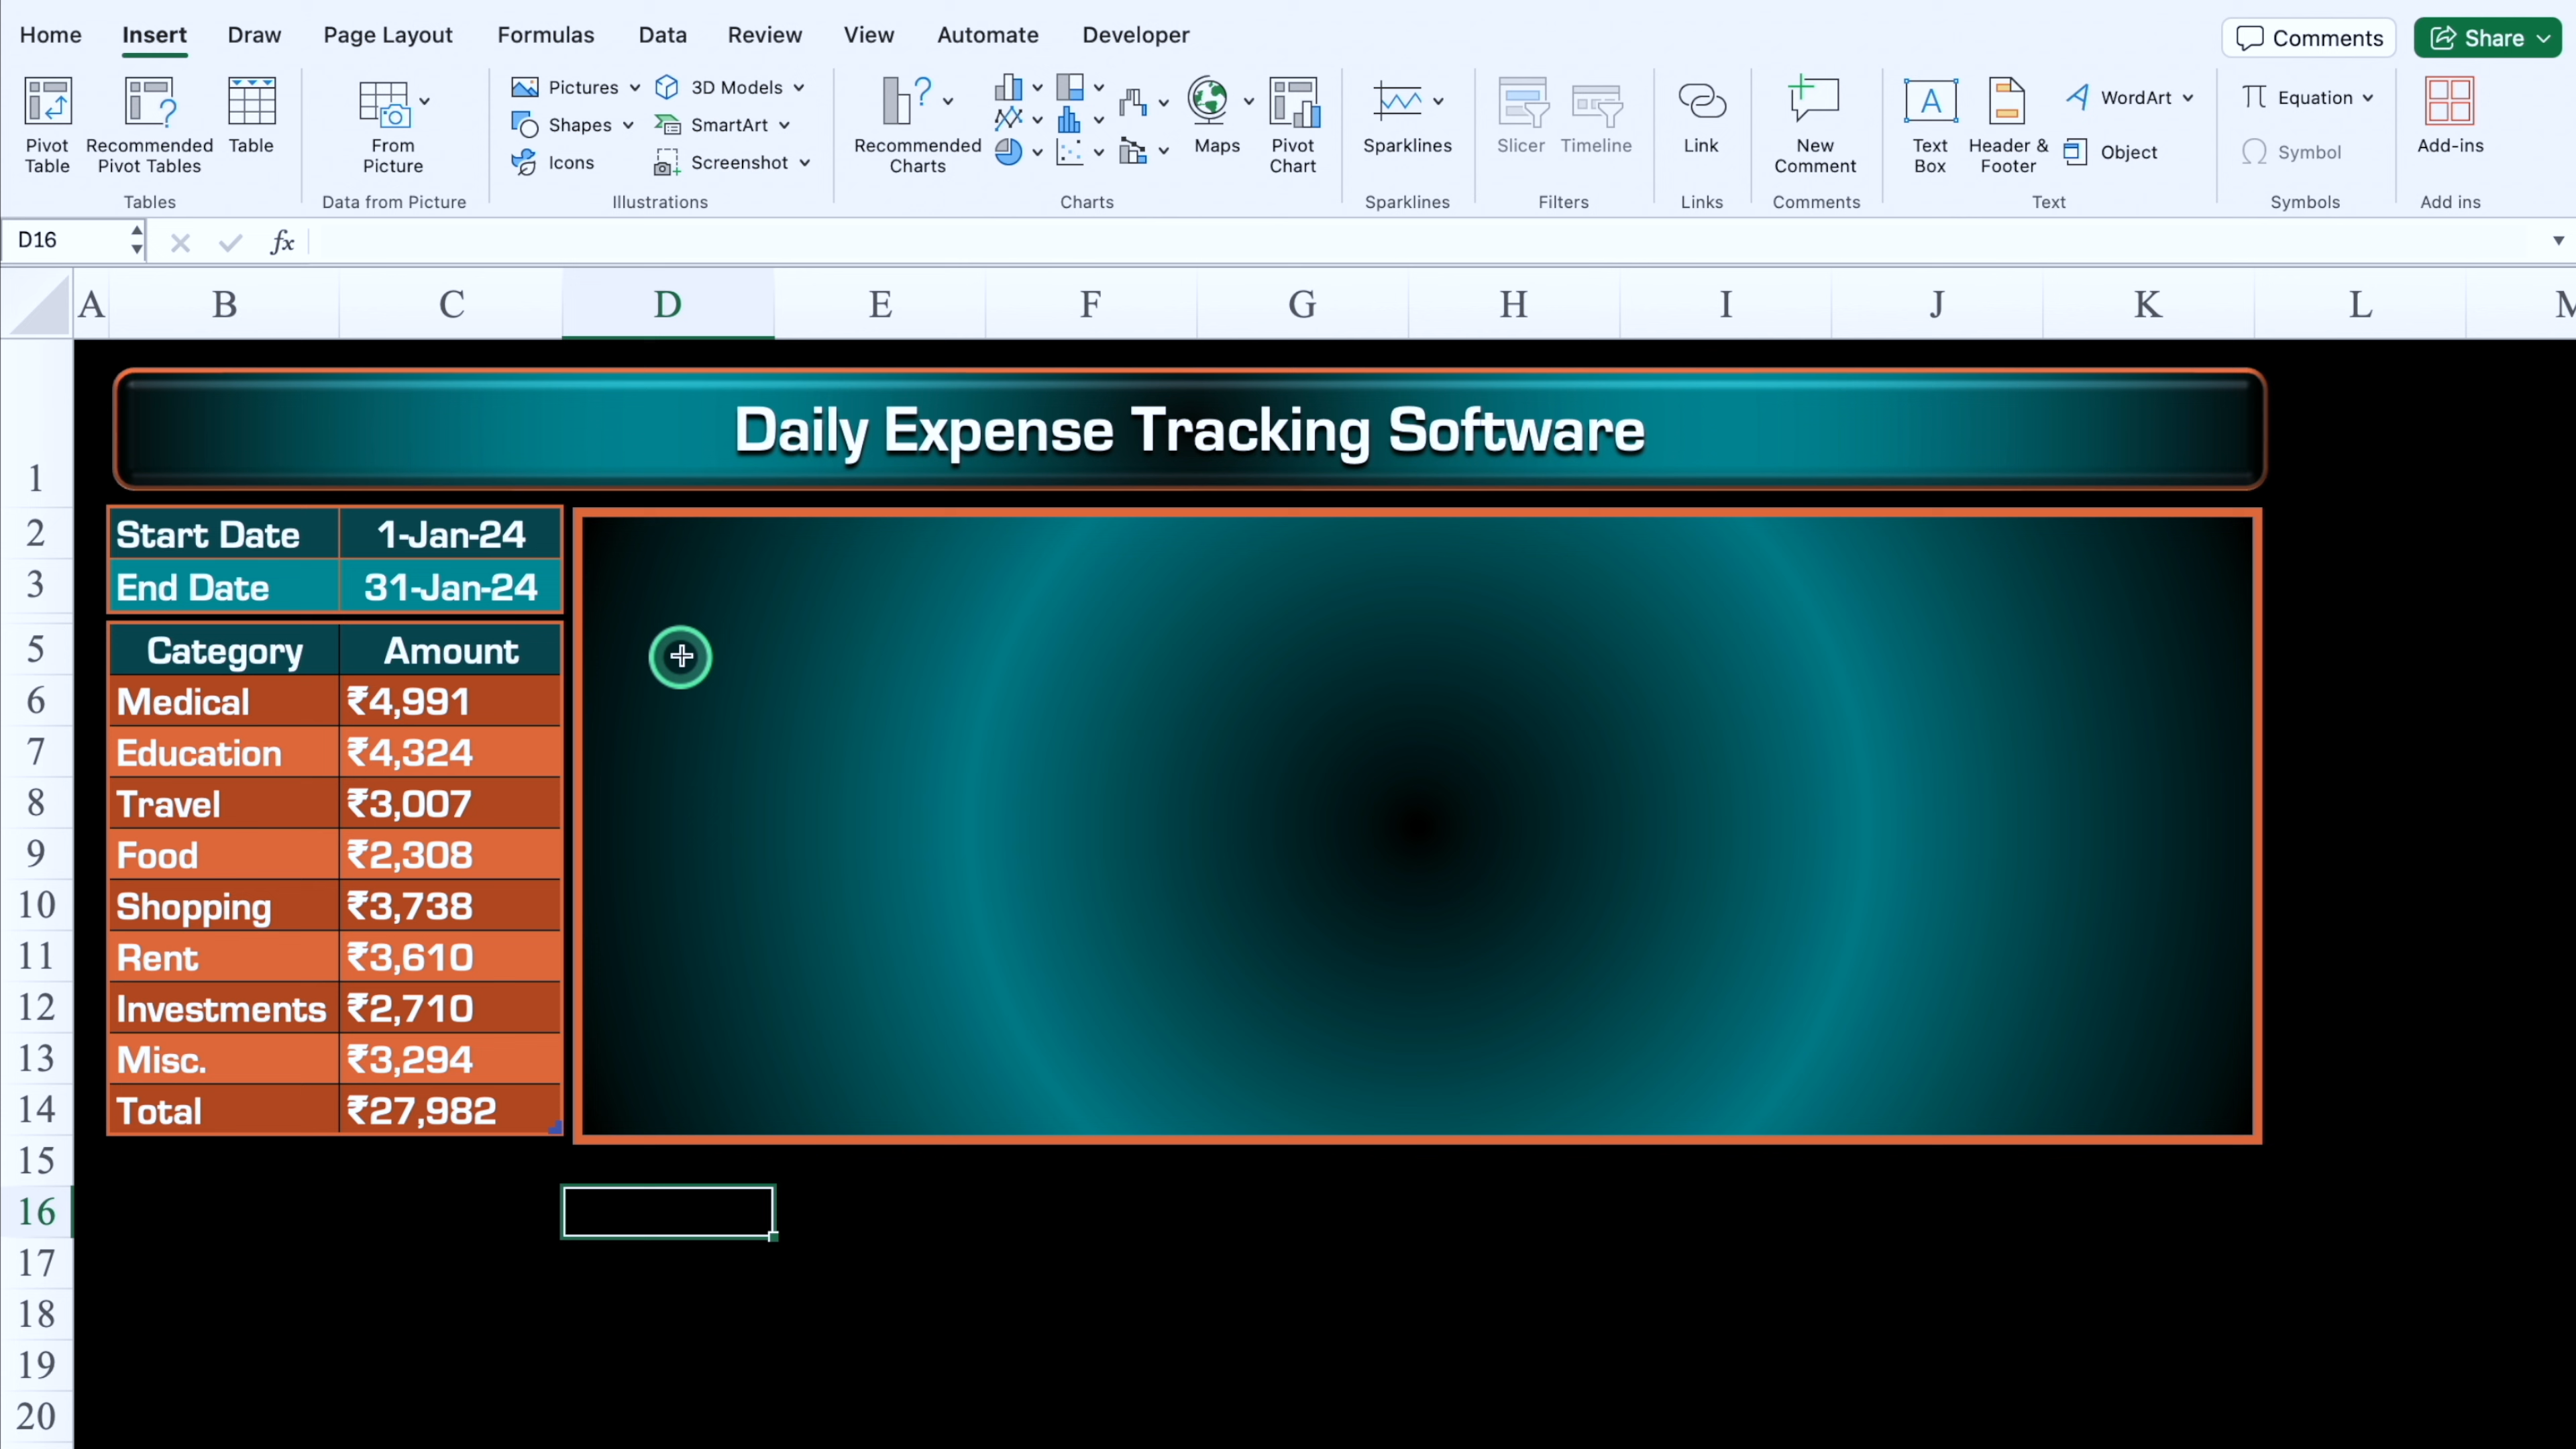 Home Insert Draw Page Layout Formulas Data Review View Automate Developer Comments Share
Pivot Table
Recommended Pivot Tables
Table
Tables
From Picture
Data from Picture
Pictures
3D Models
Shapes
SmartArt
Icons
Screenshot
Illustrations
Recommended Charts
Maps
Pivot Chart
Charts
Sparklines
Sparklines
Slicer
Timeline
Filters
Link
Links
New Comment
Comments
Text Box
Header & Footer
WordArt
Object
Text
Equation
Symbol
Symbols
Add-ins
Add ins
D16 fx
A B C D E F G H I J K L M
1 Daily Expense Tracking Software
2 Start Date 1-Jan-24
3 End Date 31-Jan-24
5 Category Amount
6 Medical ₹4,991
7 Education ₹4,324
8 Travel ₹3,007
9 Food ₹2,308
10 Shopping ₹3,738
11 Rent ₹3,610
12 Investments ₹2,710
13 Misc. ₹3,294
14 Total ₹27,982
15
16
17
18
19
20